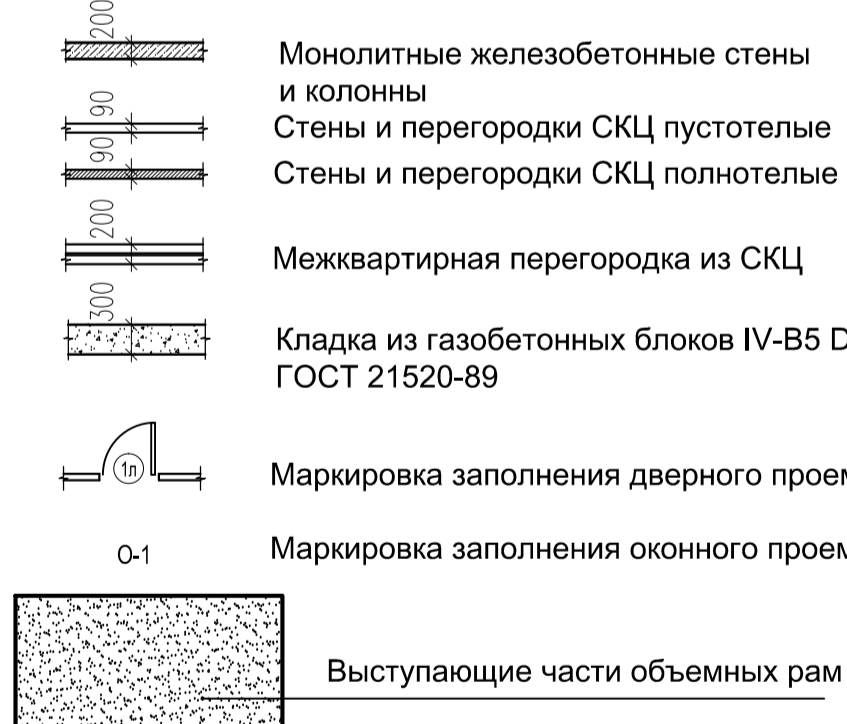 200
Монолитные железобетонные стены
и колонны
90
Стены и перегородки СКЦ пустотелые
90
Стены и перегородки СКЦ полнотелые
200
Межквартирная перегородка из СКЦ
300
Кладка из газобетонных блоков IV-В5 D
ГОСТ 21520-89
1л
Маркировка заполнения дверного
О-1
Маркировка заполнения оконного
Выступающие части объемных рам